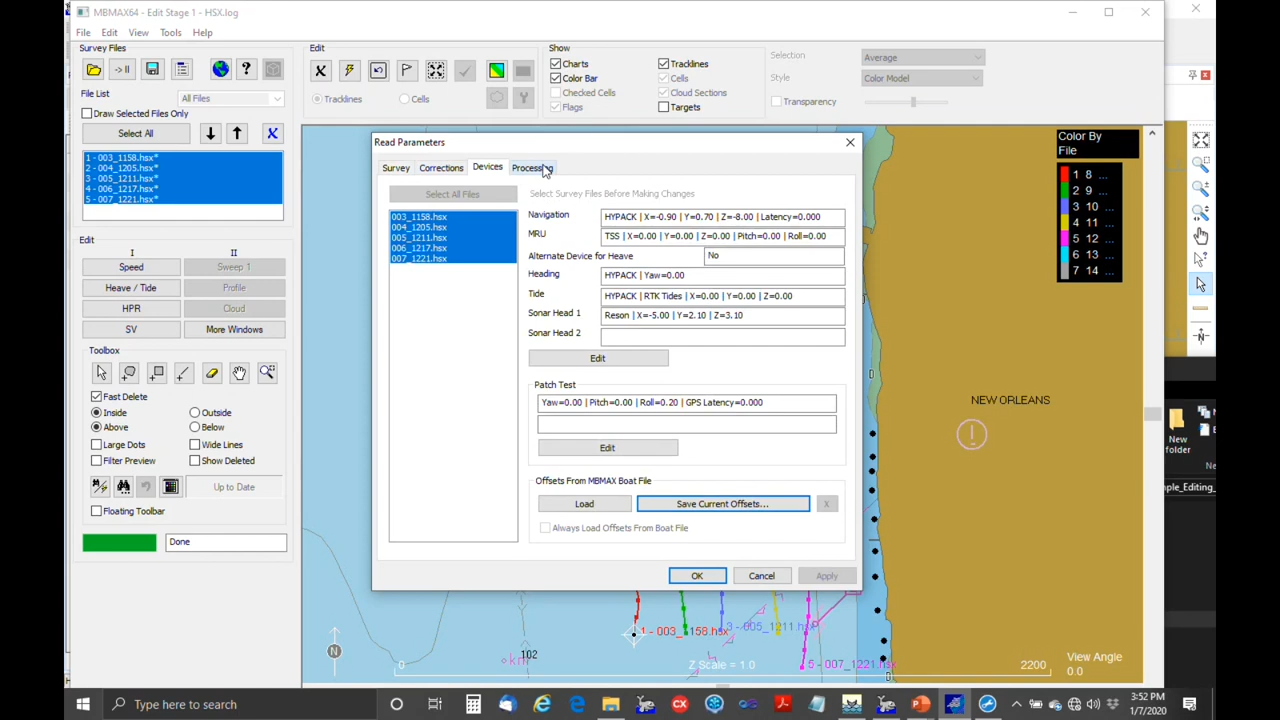 MBMAX64 - Edit Stage 1 - HSX.log
File Edit View Tools Help
Survey Files
File List
All Files
Draw Selected Files Only
Select All
1 - 003_1158.hsx*
2 - 004_1205.hsx*
3 - 005_1211.hsx*
4 - 006_1217.hsx*
5 - 007_1221.hsx*
Edit
I II
Speed Sweep 1
Heave / Tide Profile
HPR Cloud
SV More Windows
Toolbox
Fast Delete
Inside Outside
Above Below
Large Dots Wide Lines
Filter Preview Show Deleted
Up to Date
Floating Toolbar
Done
Edit
Tracklines Cells
Show
Charts Tracklines
Color Bar Cells
Checked Cells Cloud Sections
Flags Targets
Selection Average
Style Color Model
Transparency
Read Parameters
Survey Corrections Devices Processing
Select All Files
Select Survey Files Before Making Changes
003_1158.hsx
004_1205.hsx
005_1211.hsx
006_1217.hsx
007_1221.hsx
Navigation HYPACK | X=-0.90 | Y=0.70 | Z=-8.00 | Latency=0.000
MRU TSS | X=0.00 | Y=0.00 | Z=0.00 | Pitch=0.00 | Roll=0.00
Alternate Device for Heave No
Heading HYPACK | Yaw=0.00
Tide HYPACK | RTK Tides | X=0.00 | Y=0.00 | Z=0.00
Sonar Head 1 Reson | X=-5.00 | Y=2.10 | Z=3.10
Sonar Head 2
Edit
Patch Test
Yaw=0.00 | Pitch=0.00 | Roll=0.20 | GPS Latency=0.000
Edit
Offsets From MBMAX Boat File
Load Save Current Offsets... X
Always Load Offsets From Boat File
OK Cancel Apply
Color By
File
1 8 ...
2 9 ...
3 10 ...
4 11 ...
5 12 ...
6 13 ...
7 14 ...
NEW ORLEANS
New
folder
mple_Editing_
1 - 003_1158.hsx
3 - 005_1211.hsx
5 - 007_1221.hsx
N
km
102
0
Z Scale = 1.0
2200
View Angle
0.0
Type here to search
3:52 PM
1/7/2020